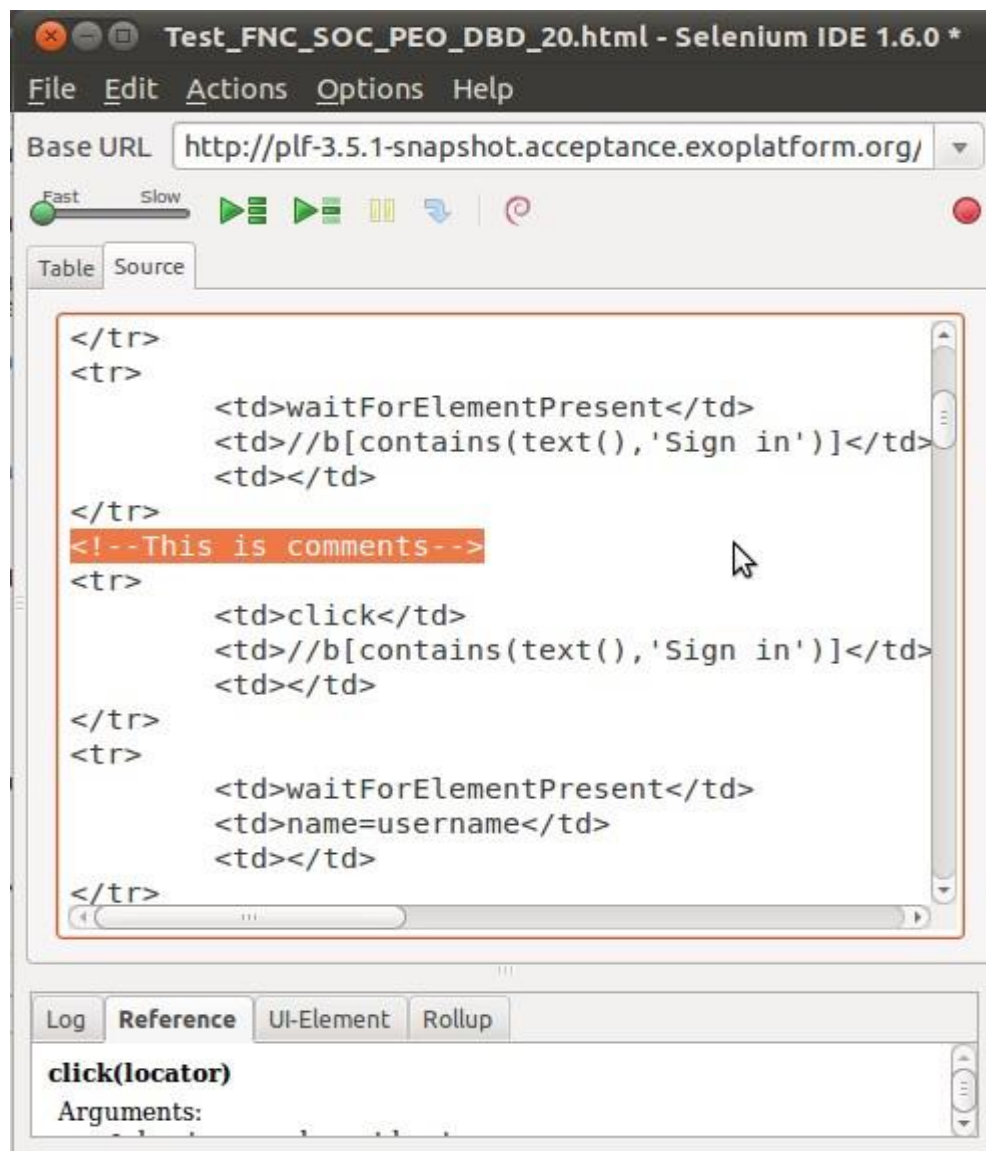 Test_FNC_SOC_PEO_DBD_20.html - Selenium IDE 1.6.0 *
File Edit Actions Options Help
Base URL http://plf-3.5.1-snapshot.acceptance.exoplatform.org/
Fast Slow
Table Source
</tr>
<tr>
<td>waitForElementPresent</td>
<td>//b[contains(text(),'Sign in')]</td>
<td></td>
</tr>
<!--This is comments-->
<tr>
<td>click</td>
<td>//b[contains(text(),'Sign in')]</td>
<td></td>
</tr>
<tr>
<td>waitForElementPresent</td>
<td>name=username</td>
<td></td>
</tr>
Log Reference UI-Element Rollup
click(locator)
Arguments: